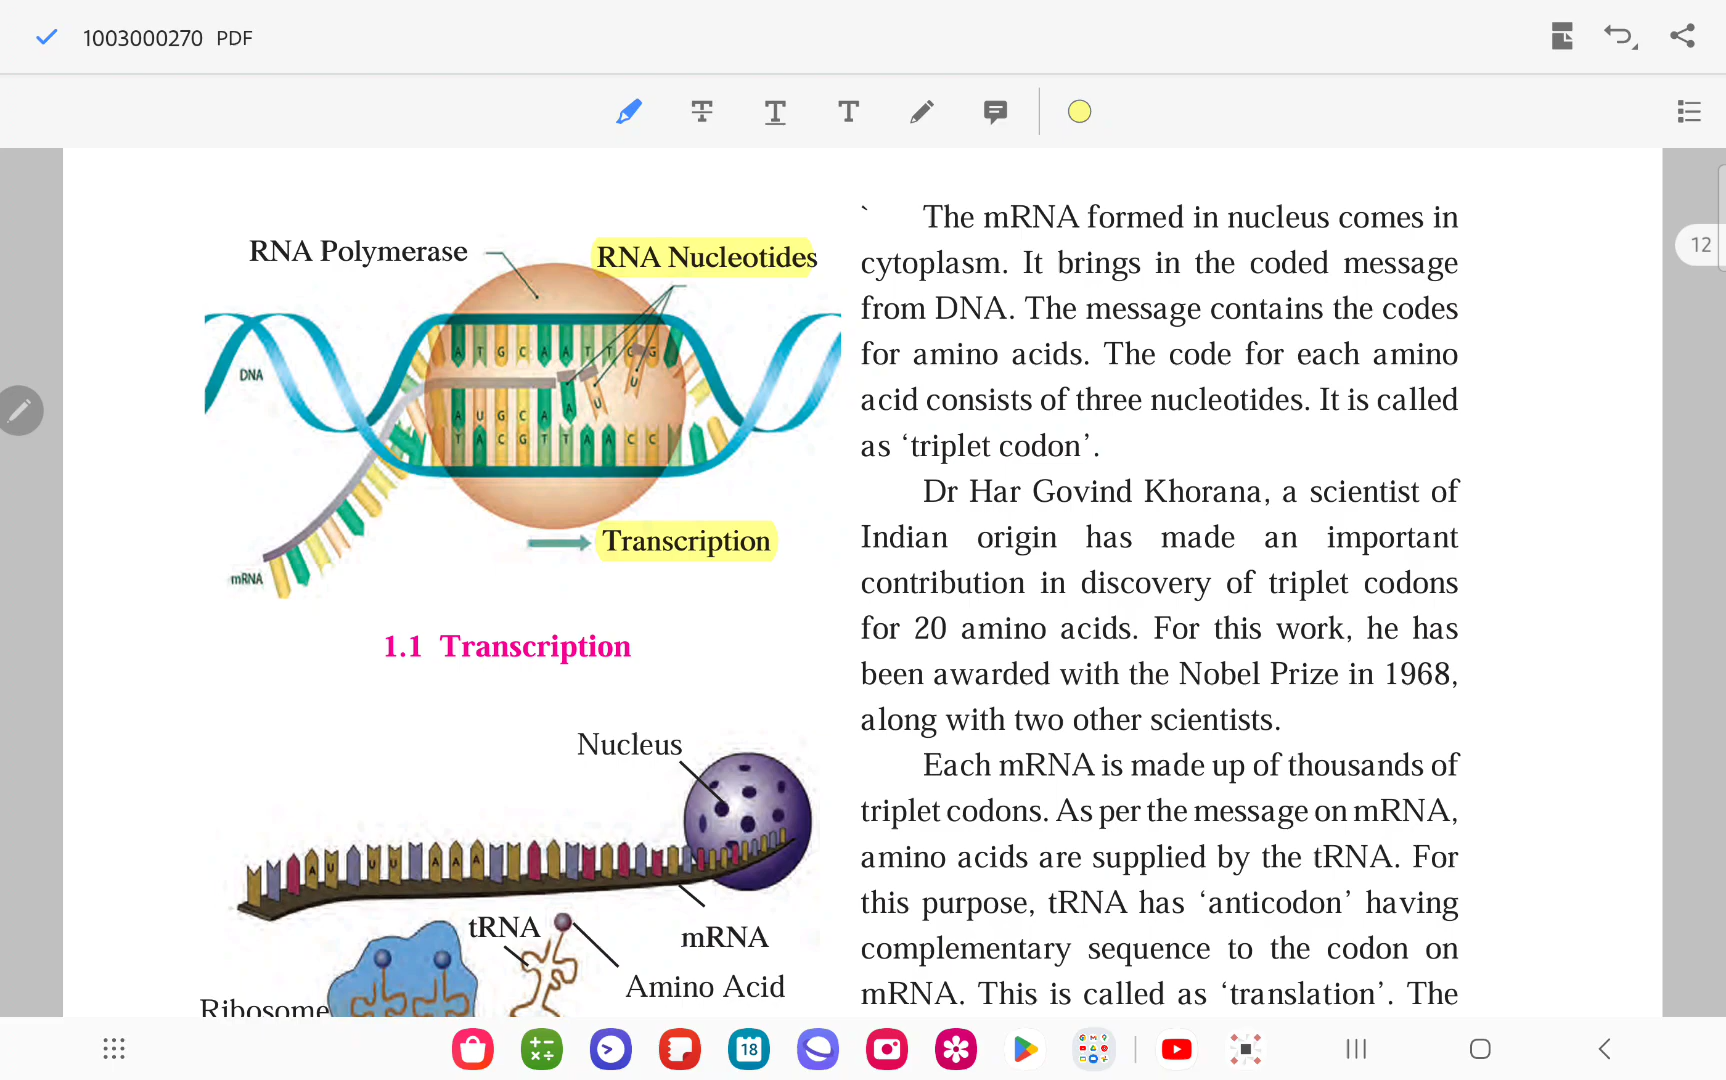 1003000270 PDF
T
T
T
12
RNA Polymerase
RNA Nucleotides
DNA
A T G C A A T T C G
U
A U G C A A U
T A C G T T A A C C
Transcription
mRNA
1.1 Transcription
Nucleus
A U U U A A A
tRNA
mRNA
Amino Acid
Ribosome
` The mRNA formed in nucleus comes in
cytoplasm. It brings in the coded message
from DNA. The message contains the codes
for amino acids. The code for each amino
acid consists of three nucleotides. It is called
as ‘triplet codon’.
Dr Har Govind Khorana, a scientist of
Indian origin has made an important
contribution in discovery of triplet codons
for 20 amino acids. For this work, he has
been awarded with the Nobel Prize in 1968,
along with two other scientists.
Each mRNA is made up of thousands of
triplet codons. As per the message on mRNA,
amino acids are supplied by the tRNA. For
this purpose, tRNA has ‘anticodon’ having
complementary sequence to the codon on
mRNA. This is called as ‘translation’. The
18